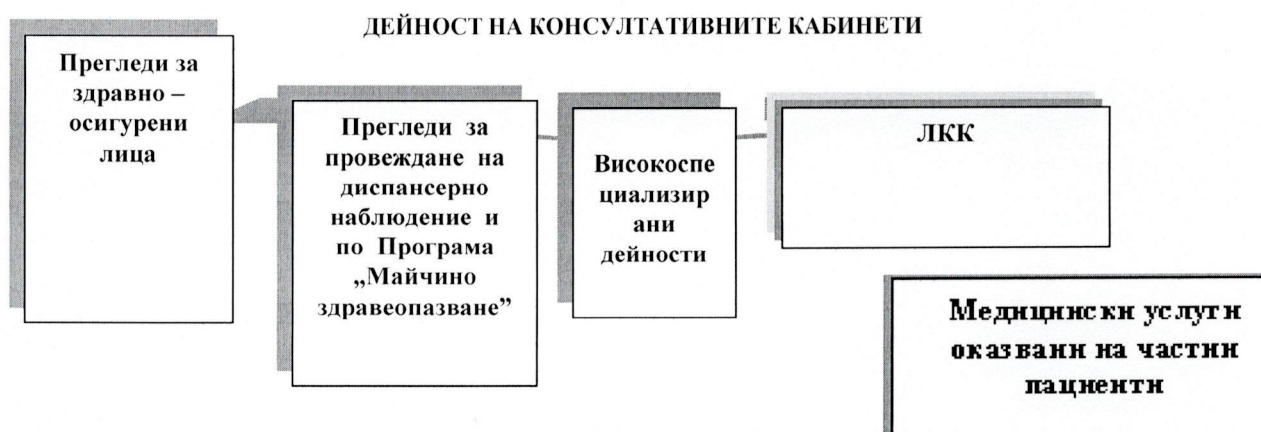 ДЕЙНОСТ НА КОНСУЛТАТИВНИТЕ КАБИНЕТИ
Прегледи за
здравно –
осигурени
лица
Прегледи за
провеждане на
диспансерно
наблюдение и
по Програма
„Майчино
здравеопазване”
Високоспе
циализир
ани
дейности
ЛКК
Медицински услуги
оказвани на частни
пациенти